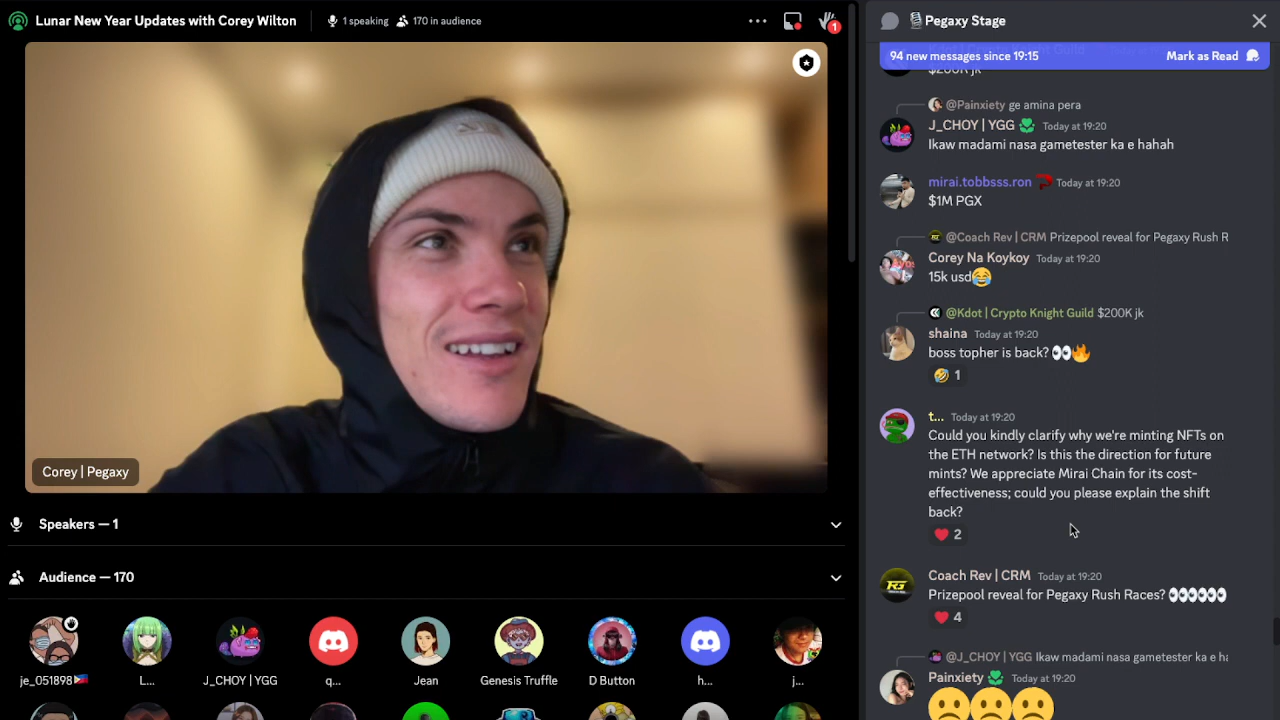 Lunar New Year Updates with Corey Wilton
1 speaking
170 in audience
1
Corey | Pegaxy
Speakers — 1
Audience — 170
je_051898🇵🇭
L...
J_CHOY | YGG
q...
Jean
Genesis Truffle
D Button
h...
j...
Pegaxy Stage
94 new messages since 19:15
Mark as Read
$200K jk
@Painxiety ge amina pera
J_CHOY | YGG Today at 19:20
Ikaw madami nasa gametester ka e hahah
mirai.tobbsss.ron Today at 19:20
$1M PGX
@Coach Rev | CRM Prizepool reveal for Pegaxy Rush R
Corey Na Koykoy Today at 19:20
15k usd😂
@Kdot | Crypto Knight Guild $200K jk
shaina Today at 19:20
boss topher is back? 👀🔥
🤣 1
t... Today at 19:20
Could you kindly clarify why we're minting NFTs on
the ETH network? Is this the direction for future
mints? We appreciate Mirai Chain for its cost-
effectiveness; could you please explain the shift
back?
❤️ 2
Coach Rev | CRM Today at 19:20
Prizepool reveal for Pegaxy Rush Races? 👀👀👀👀👀👀
❤️ 4
@J_CHOY | YGG Ikaw madami nasa gametester ka e ha
Painxiety Today at 19:20
🙁🙁🙁